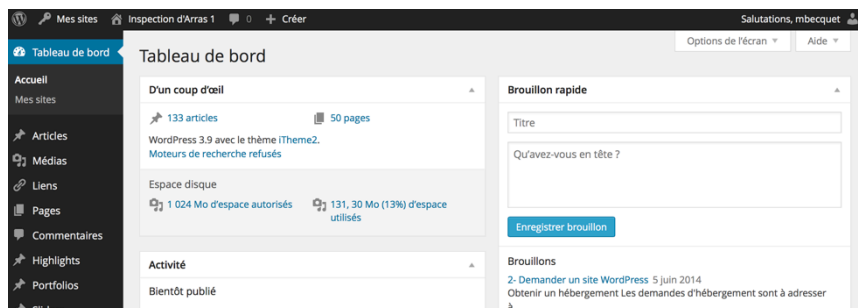 Mes sites Inspection d'Arras 1 0 + Créer Salutations, mbecquet
Options de l'écran Aide
Tableau de bord
Accueil
Mes sites
Articles
Médias
Liens
Pages
Commentaires
Highlights
Portfolios
Tableau de bord
D'un coup d'œil
133 articles 50 pages
WordPress 3.9 avec le thème iTheme2.
Moteurs de recherche refusés
Espace disque
1 024 Mo d'espace autorisés 131, 30 Mo (13%) d'espace
utilisés
Activité
Bientôt publié
Brouillon rapide
Titre
Qu'avez-vous en tête ?
Enregistrer brouillon
Brouillons
2- Demander un site WordPress 5 juin 2014
Obtenir un hébergement Les demandes d'hébergement sont à adresser
à